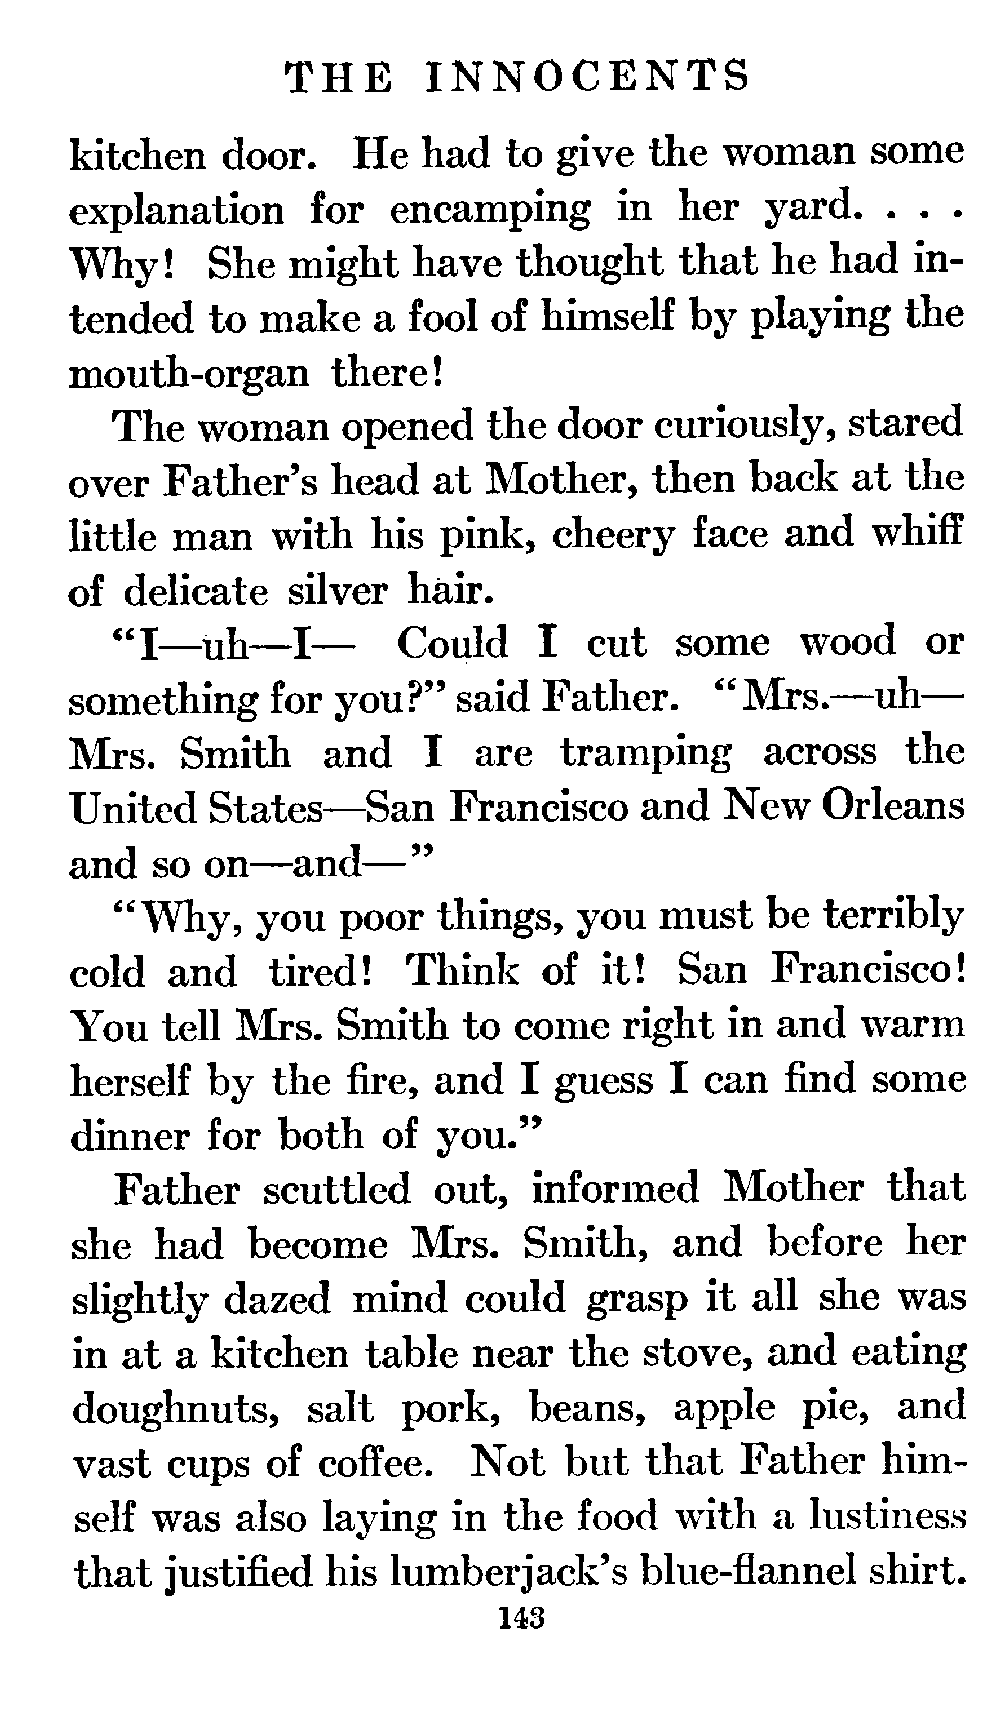 THE INNOCENTS
kitchen door. He had to give the woman some
explanation for encamping in her yard. . . .
Why! She might have thought that he had in-
tended to make a fool of himself by playing the
mouth-organ there!
The woman opened the door curiously, stared
over Father's head at Mother, then back at the
little man with his pink, cheery face and whiff
of delicate silver hair.
"I—uh—I— Could I cut some wood or
something for you?" said Father. "Mrs.—uh—
Mrs. Smith and I are tramping across the
United States—San Francisco and New Orleans
and so on—and—"
"Why, you poor things, you must be terribly
cold and tired! Think of it! San Francisco!
You tell Mrs. Smith to come right in and warm
herself by the fire, and I guess I can find some
dinner for both of you."
Father scuttled out, informed Mother that
she had become Mrs. Smith, and before her
slightly dazed mind could grasp it all she was
in at a kitchen table near the stove, and eating
doughnuts, salt pork, beans, apple pie, and
vast cups of coffee. Not but that Father him-
self was also laying in the food with a lustiness
that justified his lumberjack's blue-flannel shirt.
143